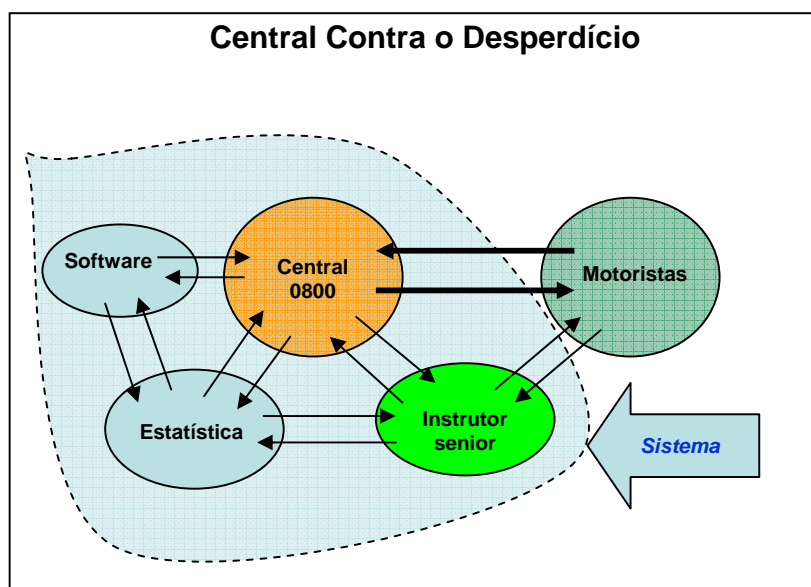 Central Contra o Desperdício
Software
Central
0800
Motoristas
Estatística
Instrutor
senior
Sistema